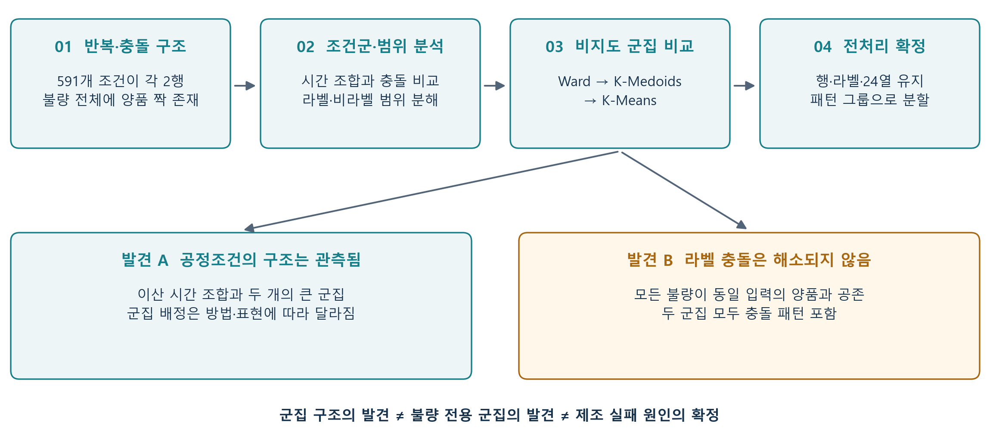 01 반복·충돌 구조
591개 조건이 각 2행
불량 전체에 양품 짝 존재
02 조건군·범위 분석
시간 조합과 충돌 비교
라벨·비라벨 범위 분해
03 비지도 군집 비교
Ward → K-Medoids
→ K-Means
04 전처리 확정
행·라벨·24열 유지
패턴 그룹으로 분할
발견 A 공정조건의 구조는 관측됨
이산 시간 조합과 두 개의 큰 군집
군집 배정은 방법·표현에 따라 달라짐
발견 B 라벨 충돌은 해소되지 않음
모든 불량이 동일 입력의 양품과 공존
두 군집 모두 충돌 패턴 포함
군집 구조의 발견 ≠ 불량 전용 군집의 발견 ≠ 제조 실패 원인의 확정